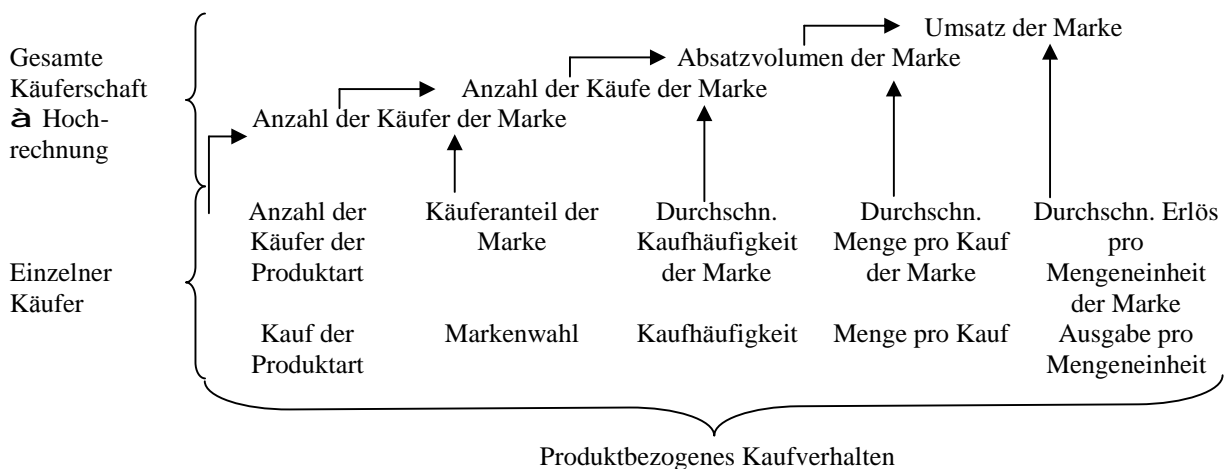 Umsatz der Marke
Gesamte
Käuferschaft
à Hoch-
rechnung
Absatzvolumen der Marke
Anzahl der Käufe der Marke
Anzahl der Käufer der Marke
Einzelner
Käufer
Anzahl der
Käufer der
Produktart
Käuferanteil der
Marke
Durchschn.
Kaufhäufigkeit
der Marke
Durchschn.
Menge pro Kauf
der Marke
Durchschn. Erlös
pro
Mengeneinheit
der Marke
Kauf der
Produktart
Markenwahl
Kaufhäufigkeit
Menge pro Kauf
Ausgabe pro
Mengeneinheit
Produktbezogenes Kaufverhalten